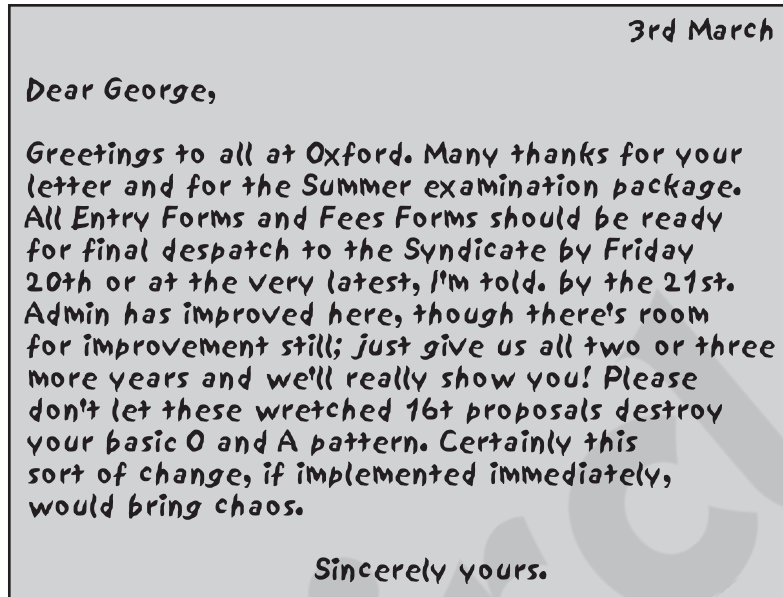 3rd March
Dear George,
Greetings to all at Oxford. Many thanks for your
letter and for the Summer examination package.
All Entry Forms and Fees Forms should be ready
for final despatch to the Syndicate by Friday
20th or at the very latest, I'm told. by the 21st.
Admin has improved here, though there's room
for improvement still; just give us all two or three
more years and we'll really show you! Please
don't let these wretched 16t proposals destroy
your basic O and A pattern. Certainly this
sort of change, if implemented immediately,
would bring chaos.
Sincerely yours.